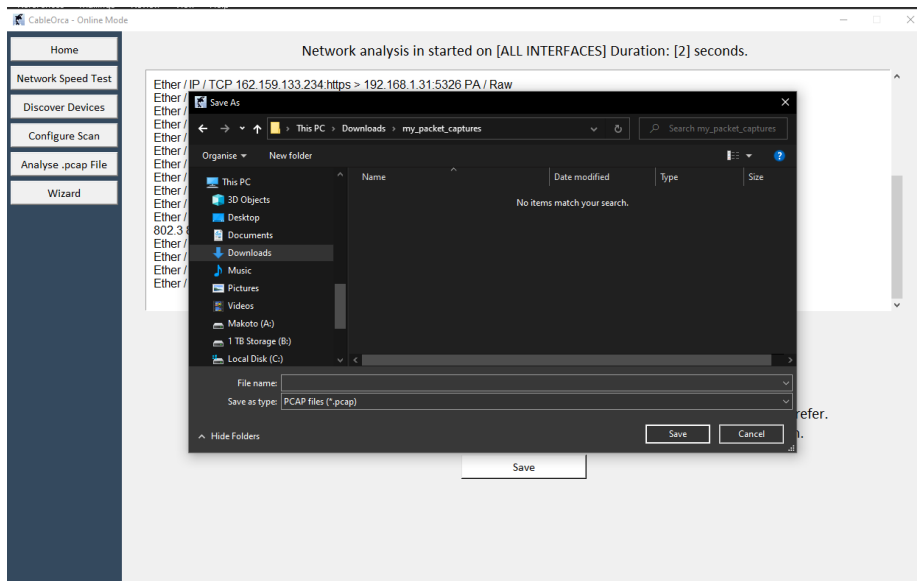 CableOrca - Online Mode
Home
Network Speed Test
Discover Devices
Configure Scan
Analyse .pcap File
Wizard
Network analysis in started on [ALL INTERFACES] Duration: [2] seconds.
Ether / IP / TCP 162.159.133.234:https > 192.168.1.31:5326 PA / Raw
Ether /
Ether /
Ether /
Ether /
Ether /
Ether /
Ether /
Ether /
Ether /
Ether /
802.3
Ether /
Ether /
Ether /
Ether /
Save As
This PC > Downloads > my_packet_captures
Search my_packet_captures
Organise
New folder
Name
Date modified
Type
Size
No items match your search.
This PC
3D Objects
Desktop
Documents
Downloads
Music
Pictures
Videos
Makoto (A:)
1 TB Storage (B:)
Local Disk (C:)
File name:
Save as type: PCAP files (*.pcap)
Hide Folders
Save
Cancel
refer.
Save